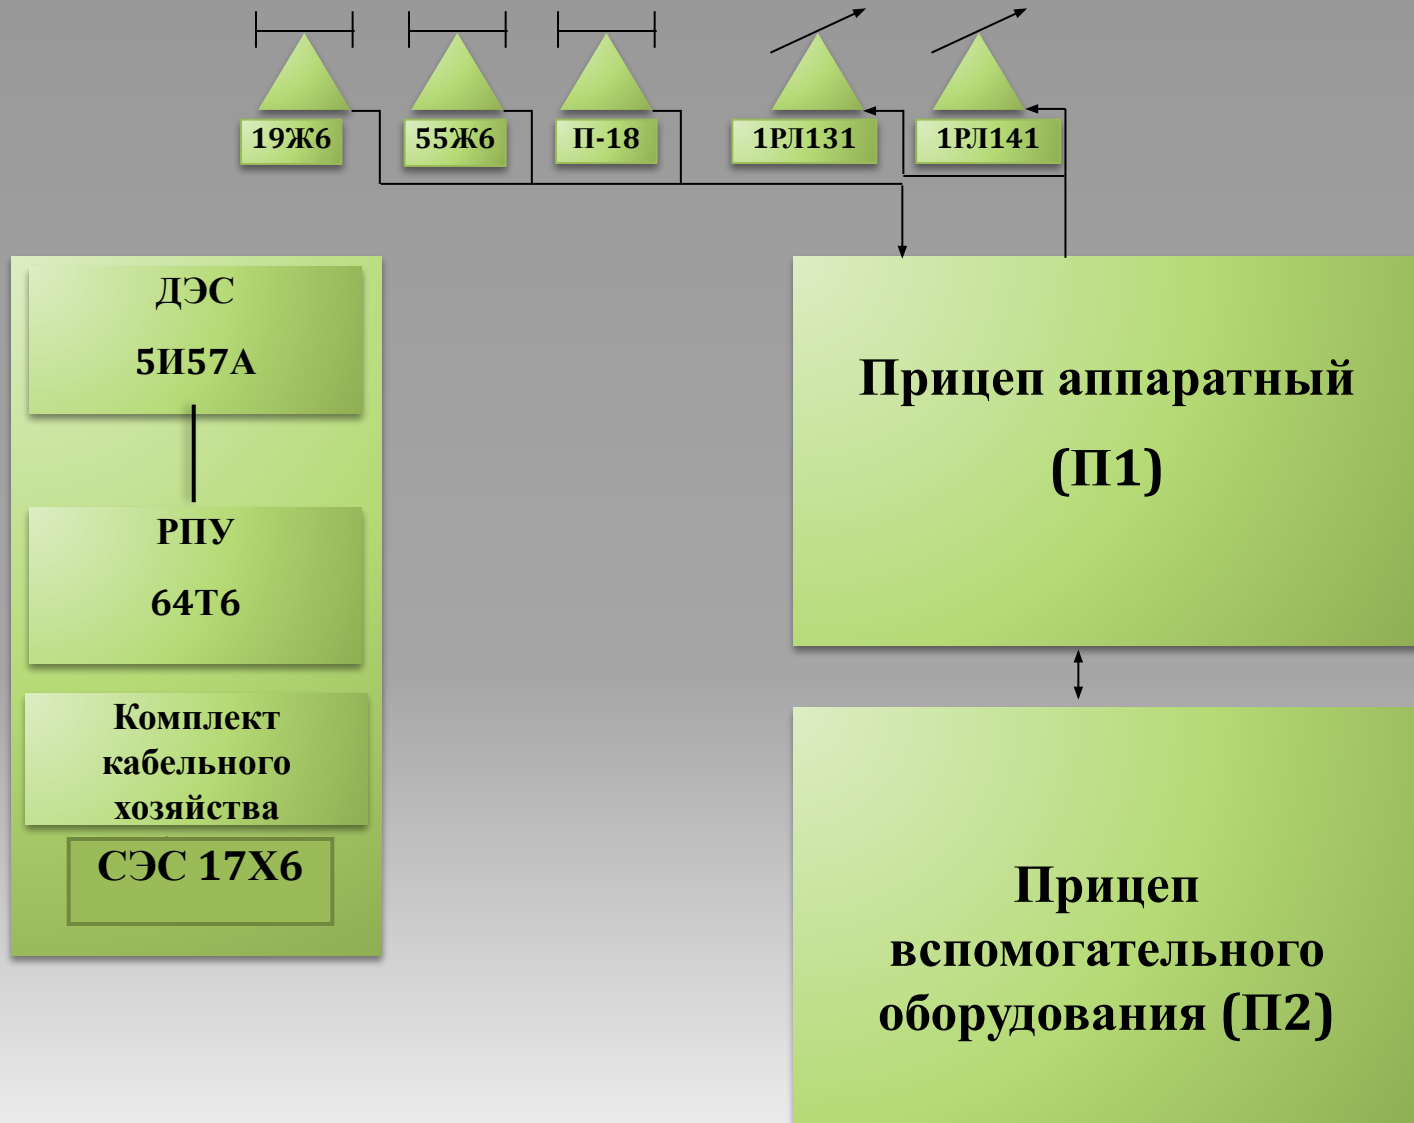 19Ж6
55Ж6
П-18
1РЛ131
1РЛ141
ДЭС
5И57А
РПУ
64Т6
Комплект
кабельного
хозяйства
СЭС 17Х6
Прицеп аппаратный
(П1)
Прицеп
вспомогательного
оборудования (П2)